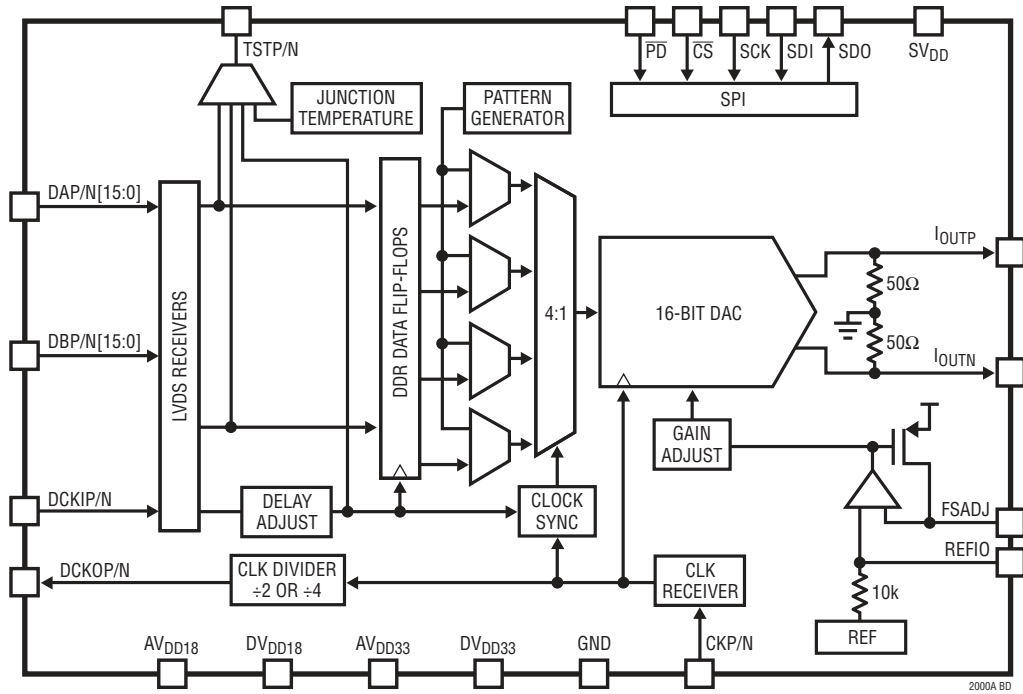 TSTP/N
P̅D̅
C̅S̅
SCK
SDI
SDO
SVDD
SPI
JUNCTION
TEMPERATURE
PATTERN
GENERATOR
DAP/N[15:0]
DBP/N[15:0]
DCKIP/N
DCKOP/N
LVDS RECEIVERS
DDR DATA FLIP-FLOPS
4:1
16-BIT DAC
IOUTP
50Ω
50Ω
IOUTN
GAIN
ADJUST
DELAY
ADJUST
CLOCK
SYNC
FSADJ
REFIO
CLK DIVIDER
÷2 OR ÷4
CLK
RECEIVER
10k
REF
AVDD18
DVDD18
AVDD33
DVDD33
GND
CKP/N
2000A BD